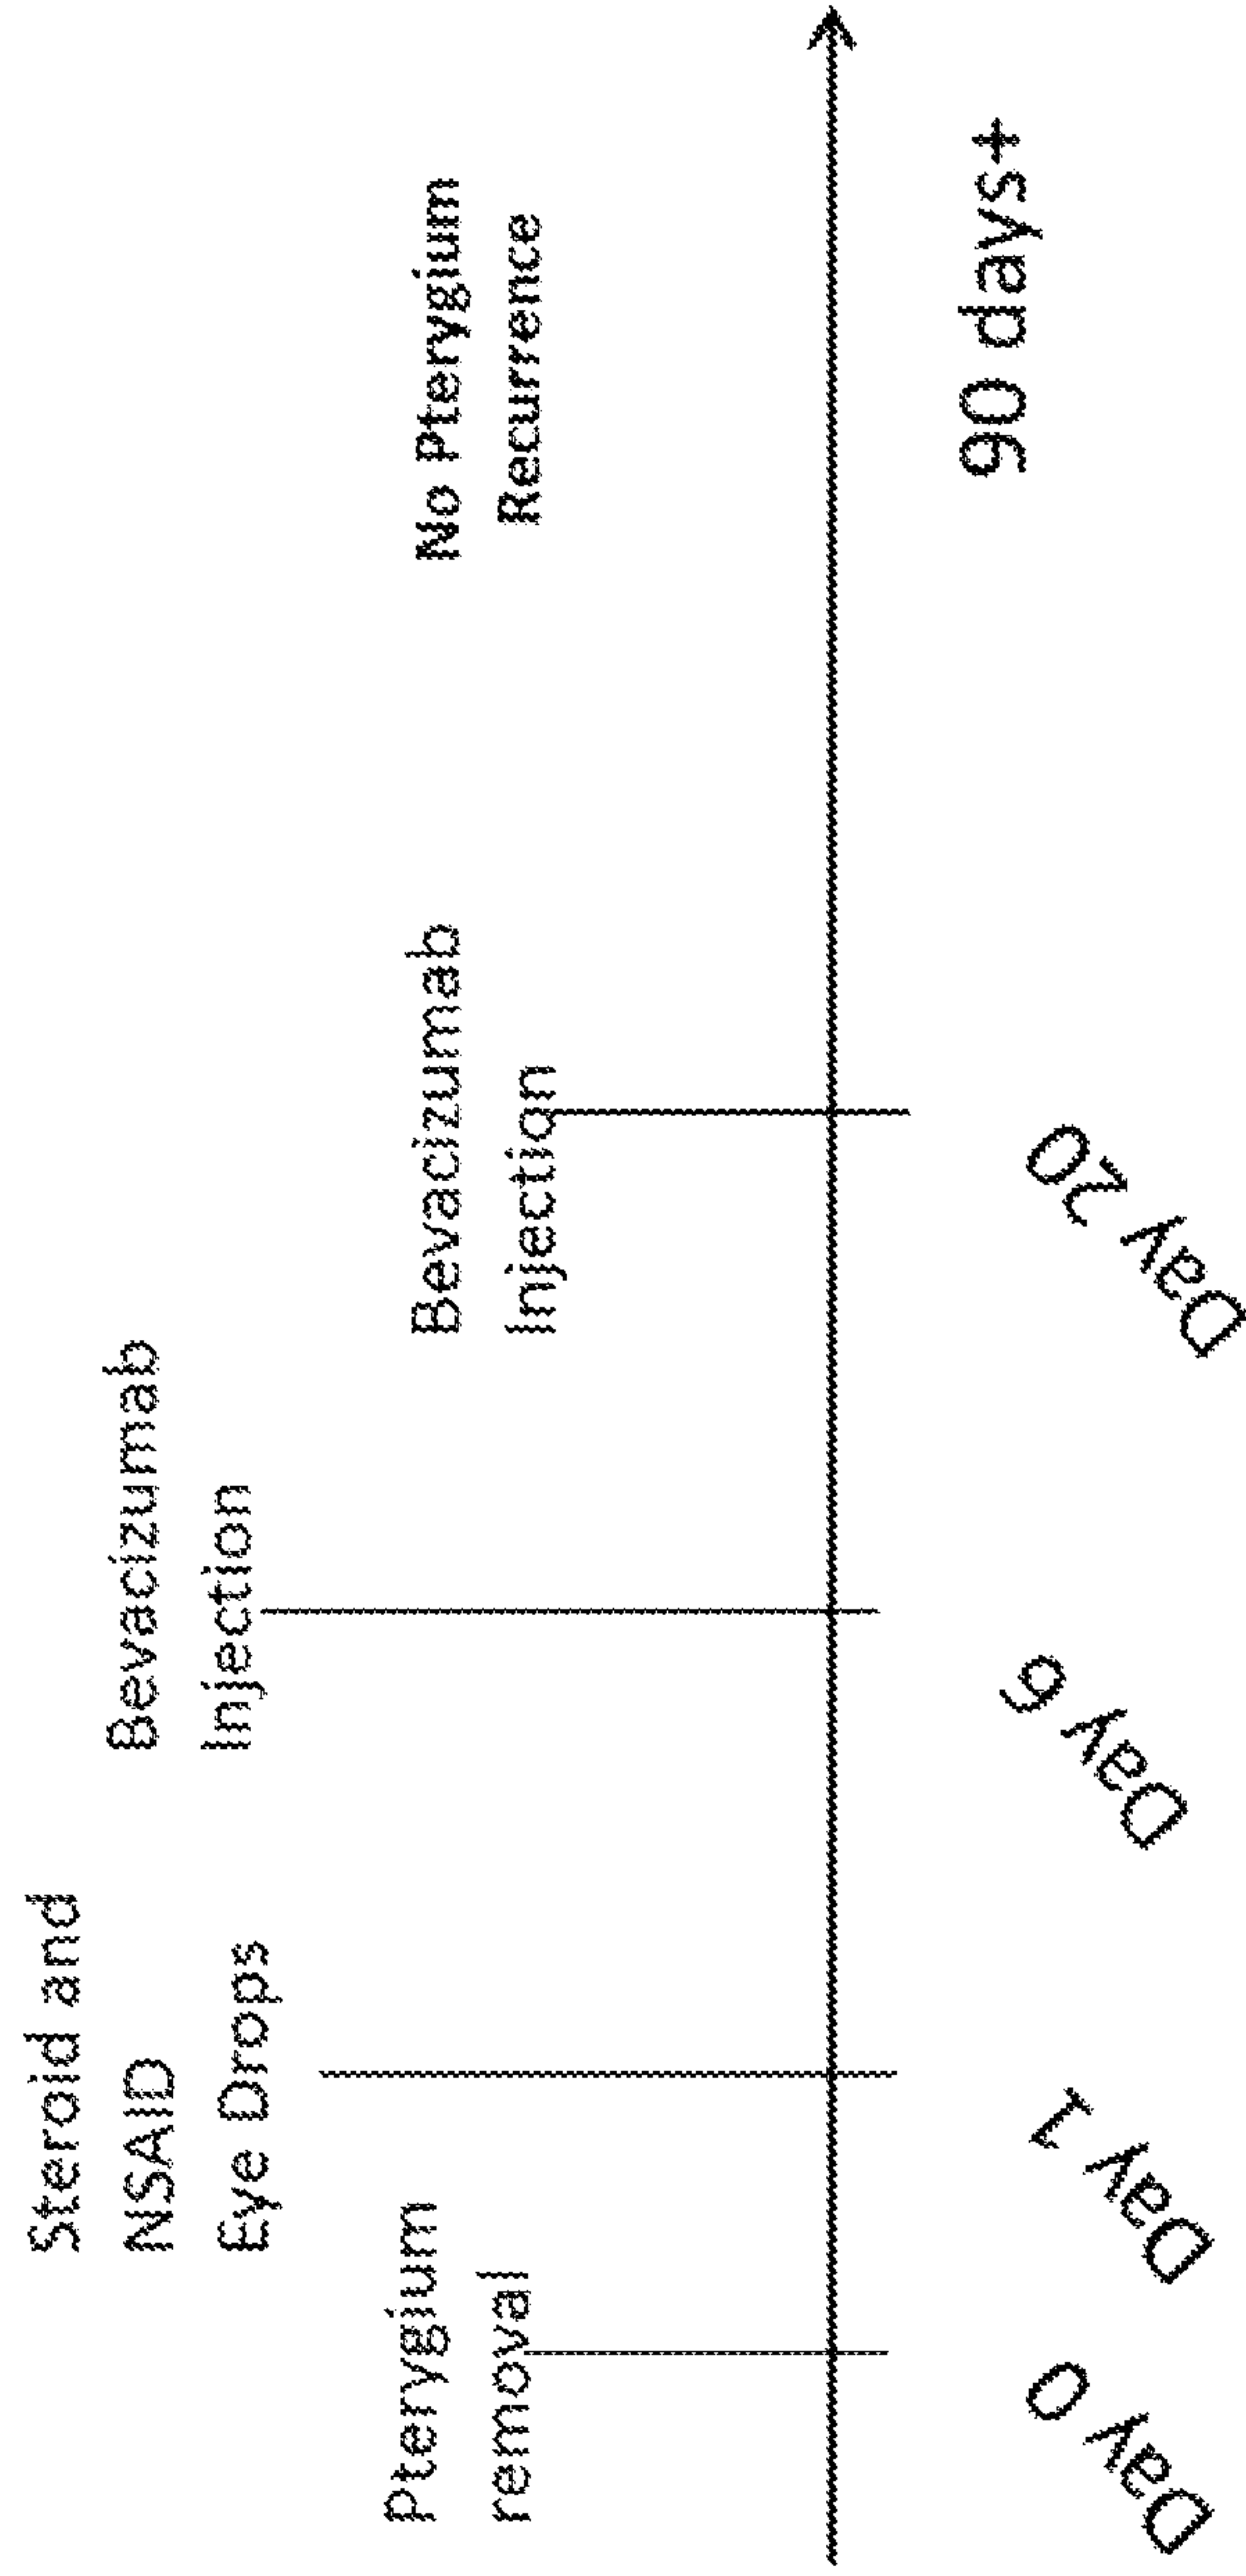 Steroid and
NSAID
Eye Drops
Bevacizumab
Injection
Pterygium
removal
Bevacizumab
Injection
No Pterygium
Recurrence
Day 0
Day 1
Day 6
Day 20
90 days+